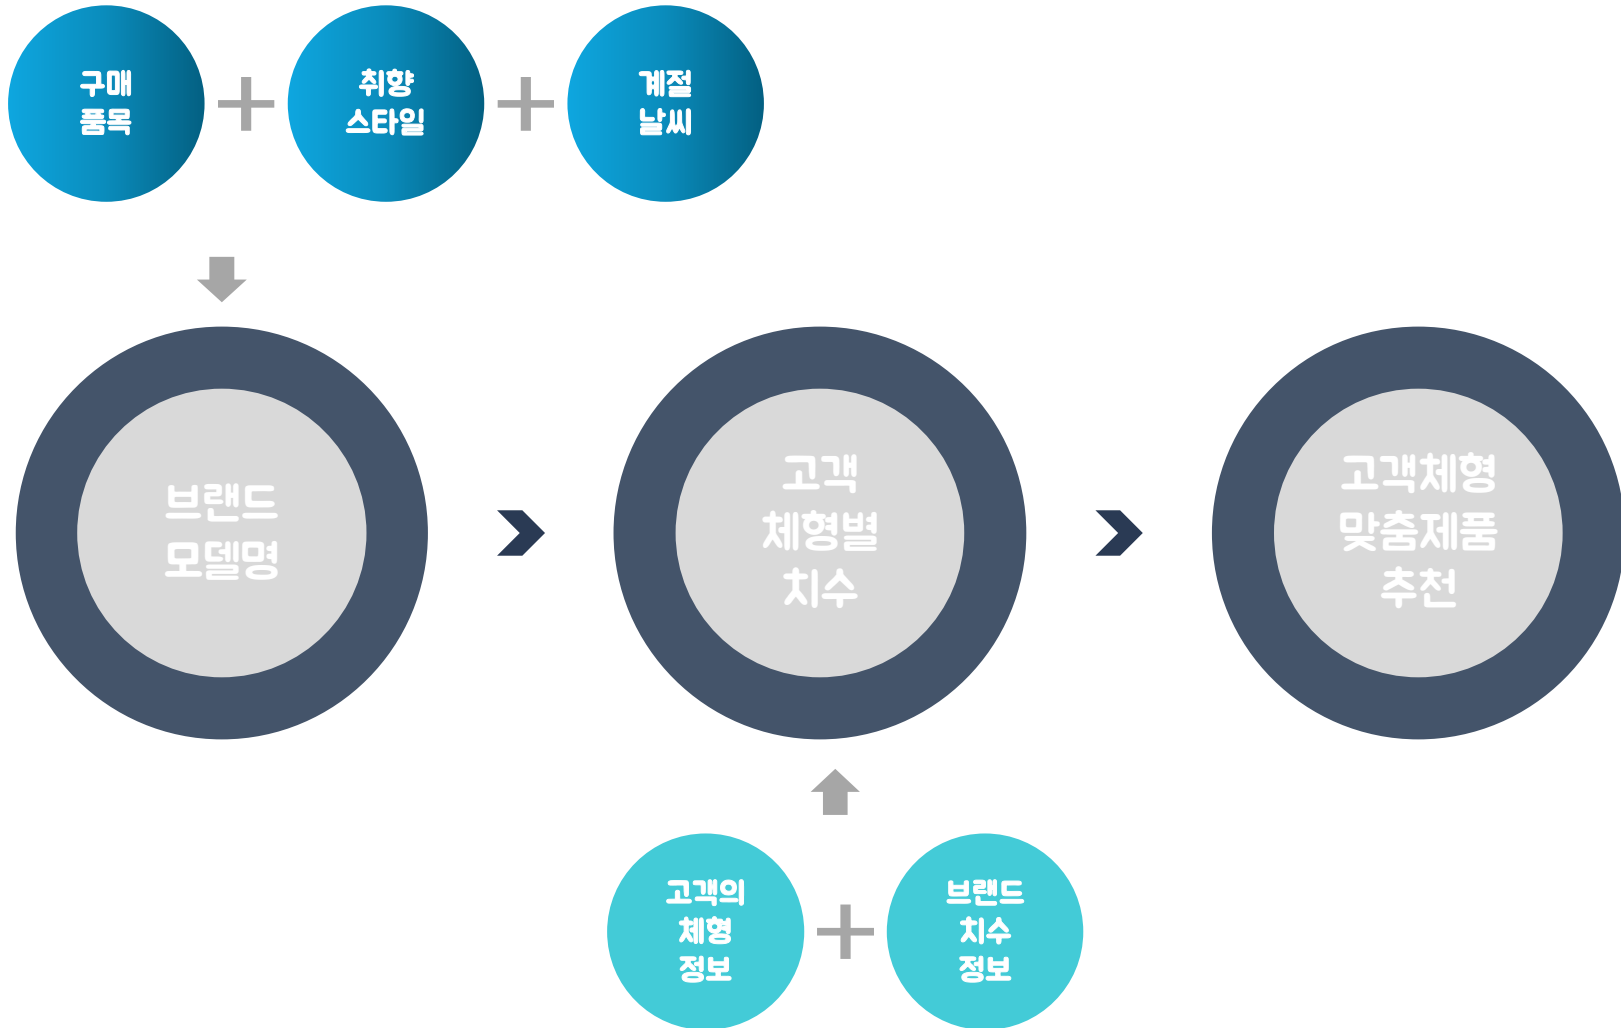 구매
품목
취향
스타일
계절
날씨
브랜드
모델명
고객
체형별
치수
고객체형
맞춤제품
추천
고객의
체형
정보
브랜드
치수
정보